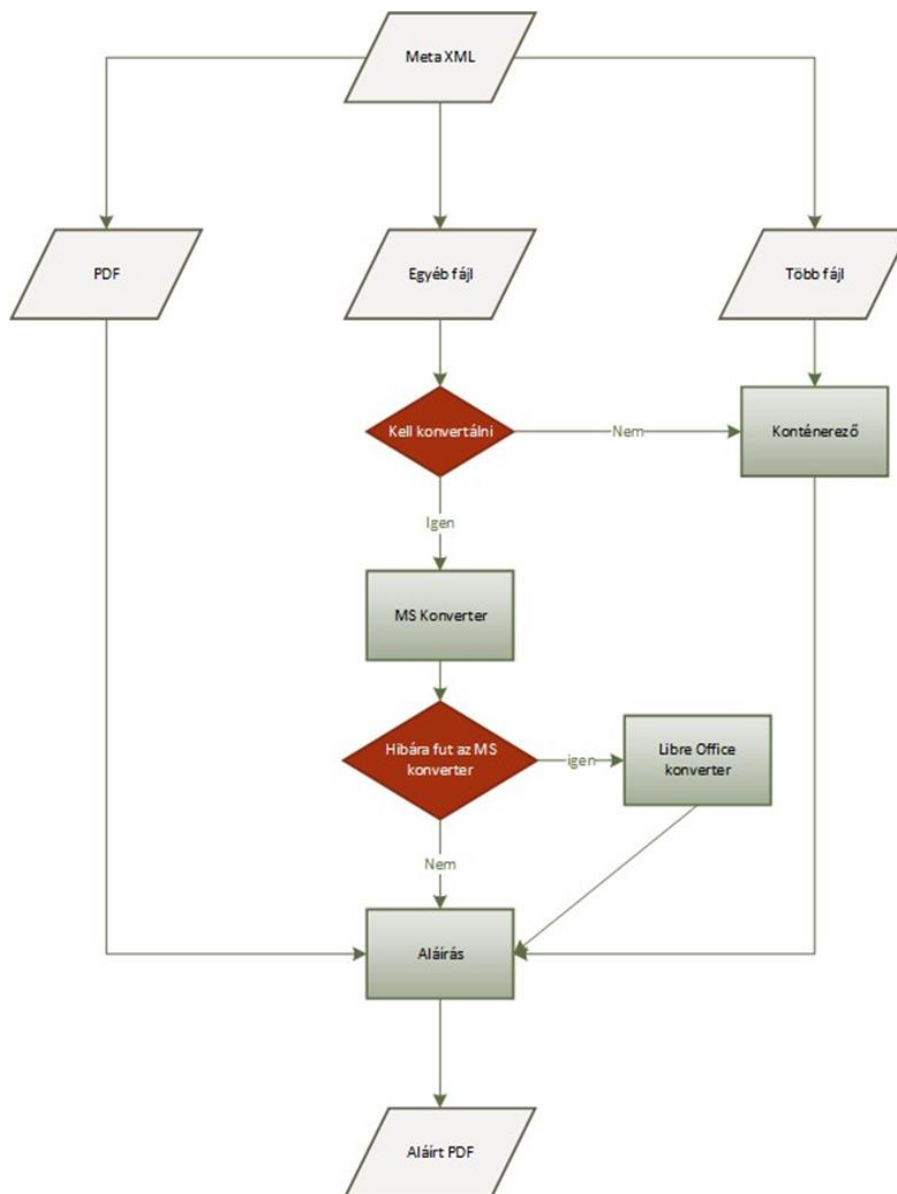 Meta XML
PDF
Egyéb fájl
Több fájl
Kell konvertálni
Nem
Konténerező
Igen
MS Konverter
Hibára fut az MS
konverter
igen
Libre Office
konverter
Nem
Aláírás
Aláírt PDF